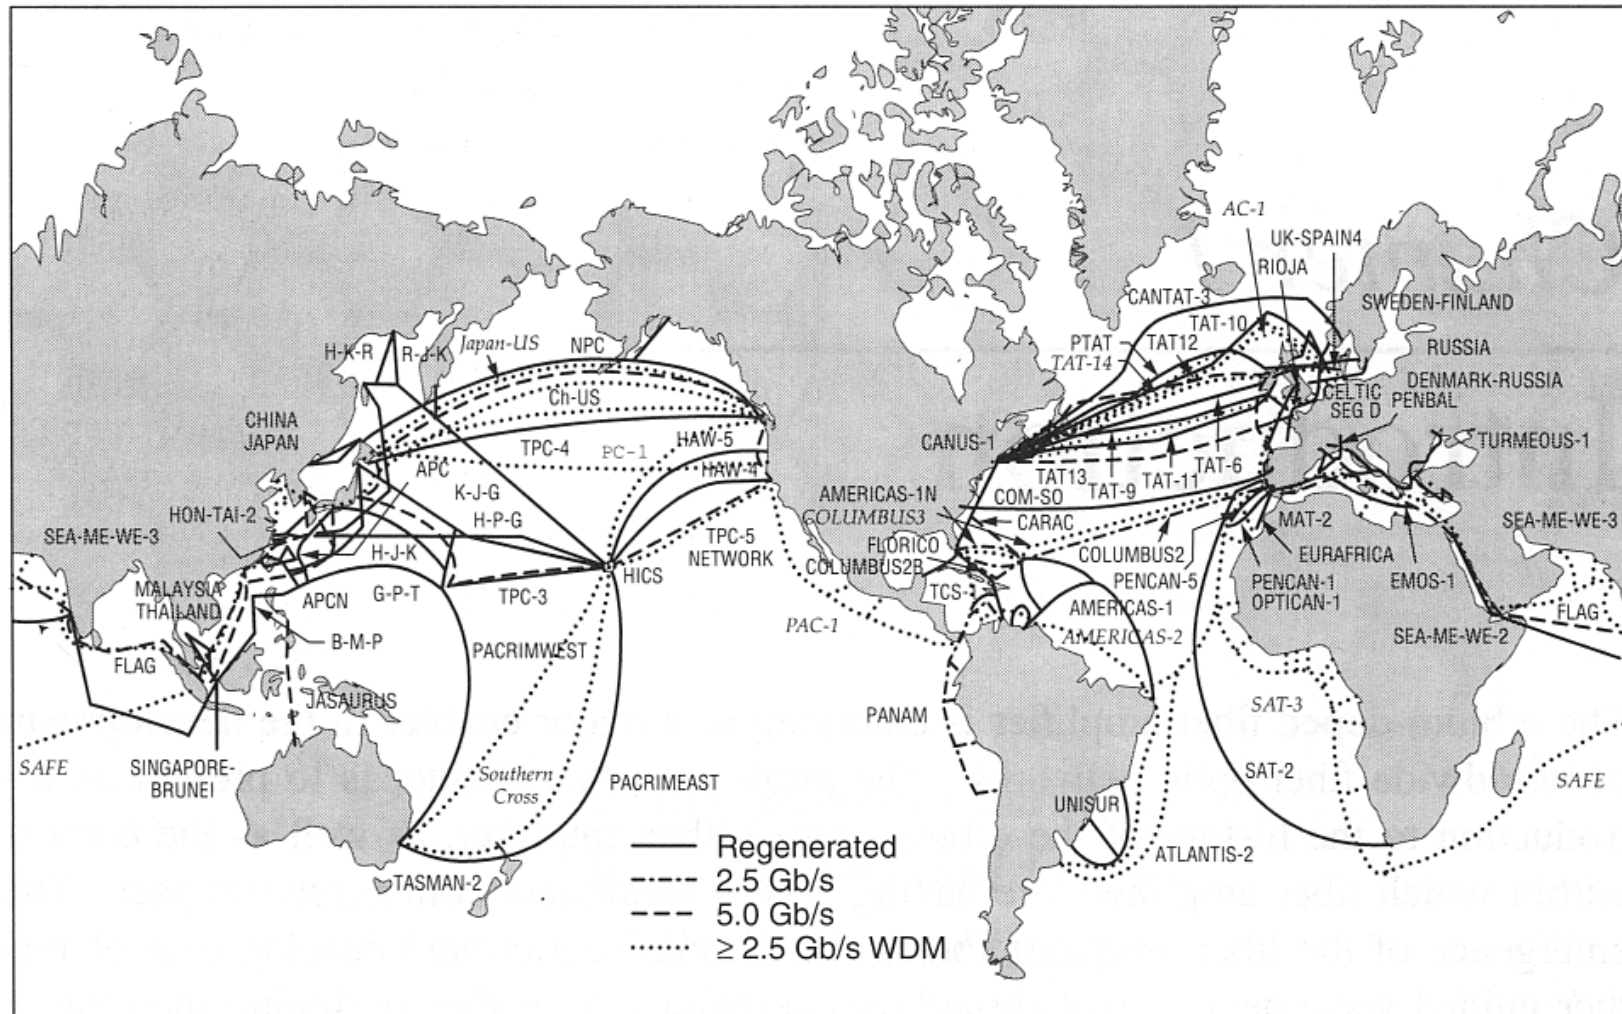 AC-1
UK-SPAIN4
RIOJA
CANTAT-3
SWEDEN-FINLAND
TAT-10
PTAT
TAT12
TAT-14
RUSSIA
H-K-R
R-J-K
Japan-US
NPC
DENMARK-RUSSIA
CELTIC
SEG D
PENBAL
Ch-US
CHINA
JAPAN
CANUS-1
TURMEOUS-1
TPC-4
HAW-5
PC-1
APC
HAW-4
TAT-6
TAT13
TAT-11
TAT-9
K-J-G
AMERICAS-1N
COM-SO
COLUMBUS3
CARAC
HON-TAI-2
H-P-G
MAT-2
SEA-ME-WE-3
SEA-ME-WE-3
TPC-5
NETWORK
FLORICO
H-J-K
COLUMBUS2
EURAFRICA
COLUMBUS2B
HICS
PENCAN-5
PENCAN-1
OPTICAN-1
EMOS-1
MALAYSIA
THAILAND
APCN
G-P-T
TPC-3
TCS-1
AMERICAS-1
FLAG
PAC-1
AMERICAS-2
SEA-ME-WE-2
B-M-P
PACRIMWEST
FLAG
JASAURUS
PANAM
SAT-3
SAFE
SINGAPORE-
BRUNEI
Southern
Cross
PACRIMEAST
SAT-2
SAFE
UNISUR
ATLANTIS-2
TASMAN-2
Regenerated
2.5 Gb/s
5.0 Gb/s
≥ 2.5 Gb/s WDM